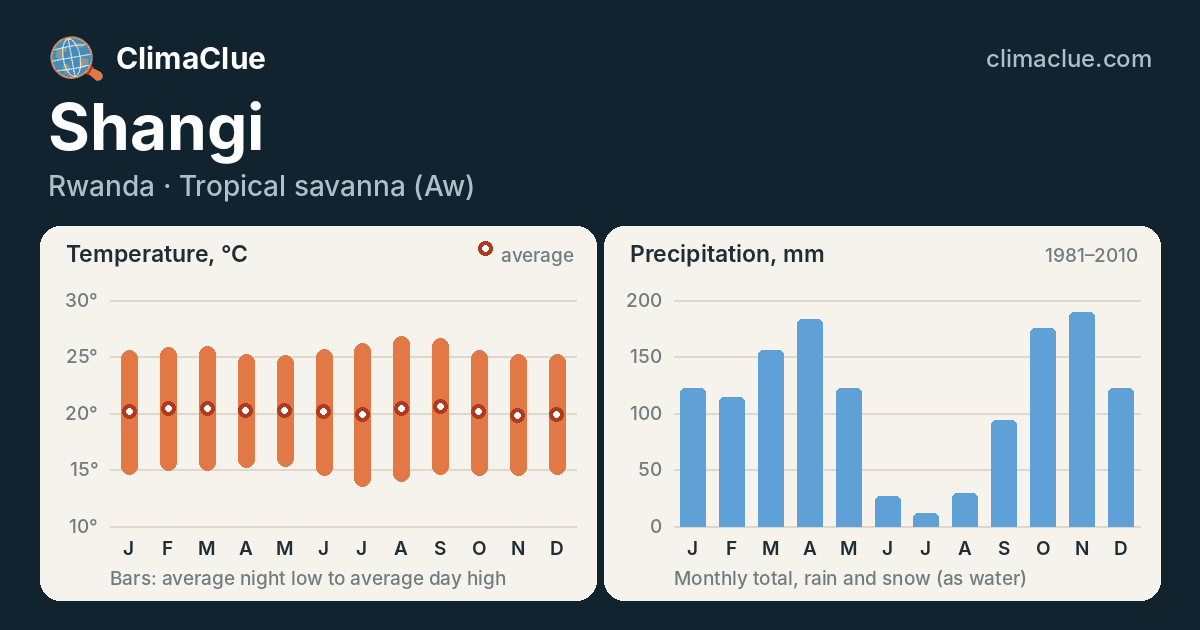 ClimaClue
climaclue.com
Shangi
Rwanda · Tropical savanna (Aw)
Temperature, °C
average
30°
25°
20°
15°
10°
J F M A M J J A S O N D
Bars: average night low to average day high
Precipitation, mm
1981–2010
200
150
100
50
0
J F M A M J J A S O N D
Monthly total, rain and snow (as water)